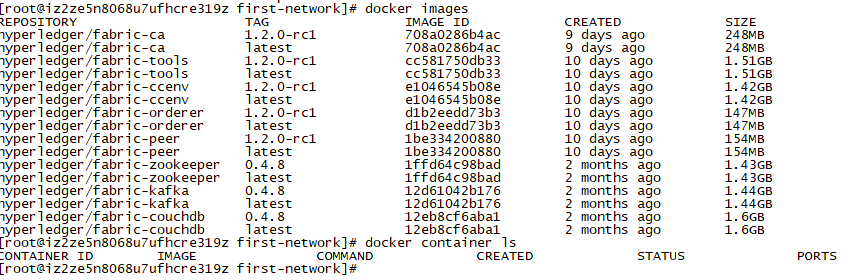 [root@iz2ze5n8068u7ufhcre319z first-network]# docker images
REPOSITORY TAG IMAGE ID CREATED SIZE
hyperledger/fabric-ca 1.2.0-rc1 708a0286b4ac 9 days ago 248MB
hyperledger/fabric-ca latest 708a0286b4ac 9 days ago 248MB
hyperledger/fabric-tools 1.2.0-rc1 cc581750db33 10 days ago 1.51GB
hyperledger/fabric-tools latest cc581750db33 10 days ago 1.51GB
hyperledger/fabric-ccenv 1.2.0-rc1 e1046545b08e 10 days ago 1.42GB
hyperledger/fabric-ccenv latest e1046545b08e 10 days ago 1.42GB
hyperledger/fabric-orderer 1.2.0-rc1 d1b2eedd73b3 10 days ago 147MB
hyperledger/fabric-orderer latest d1b2eedd73b3 10 days ago 147MB
hyperledger/fabric-peer 1.2.0-rc1 1be334200880 10 days ago 154MB
hyperledger/fabric-peer latest 1be334200880 10 days ago 154MB
hyperledger/fabric-zookeeper 0.4.8 1ffd64c98bad 2 months ago 1.43GB
hyperledger/fabric-zookeeper latest 1ffd64c98bad 2 months ago 1.43GB
hyperledger/fabric-kafka 0.4.8 12d61042b176 2 months ago 1.44GB
hyperledger/fabric-kafka latest 12d61042b176 2 months ago 1.44GB
hyperledger/fabric-couchdb 0.4.8 12eb8cf6aba1 2 months ago 1.6GB
hyperledger/fabric-couchdb latest 12eb8cf6aba1 2 months ago 1.6GB
[root@iz2ze5n8068u7ufhcre319z first-network]# docker container ls
CONTAINER ID IMAGE COMMAND CREATED STATUS PORTS
[root@iz2ze5n8068u7ufhcre319z first-network]#